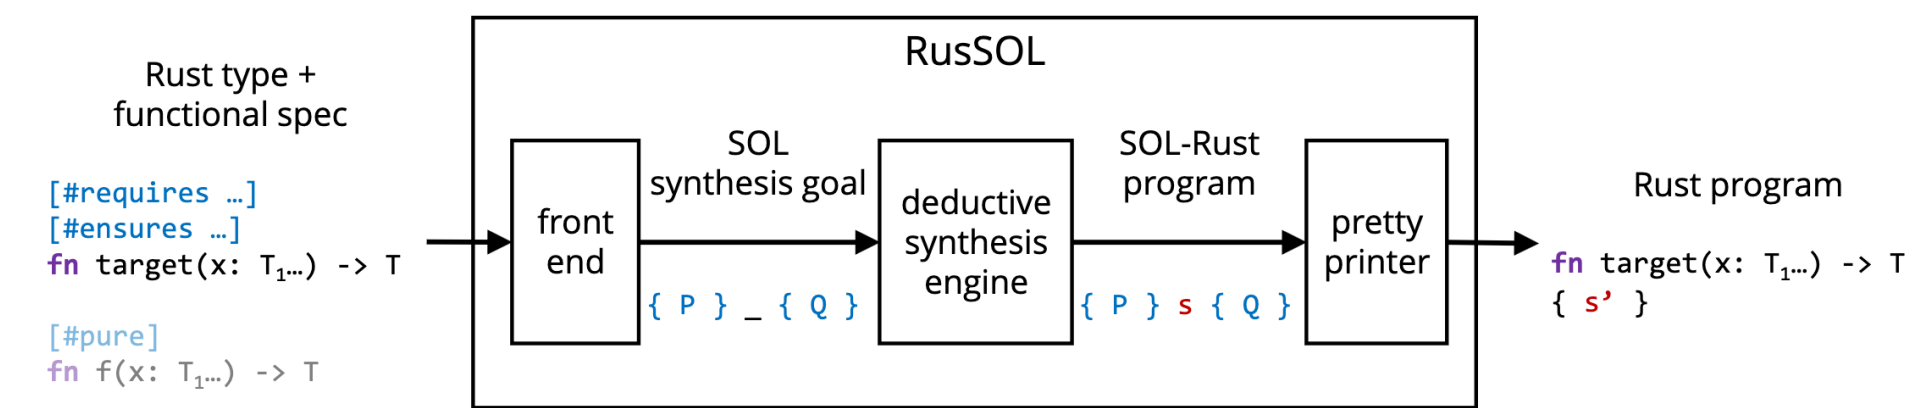 RusSOL
Rust type +
functional spec
[#requires …]
[#ensures …]
fn target(x: T₁…) -> T
[#pure]
fn f(x: T₁…) -> T
front
end
SOL
synthesis goal
{ P } _ { Q }
deductive
synthesis
engine
SOL-Rust
program
{ P } s { Q }
pretty
printer
Rust program
fn target(x: T₁…) -> T
{ s’ }